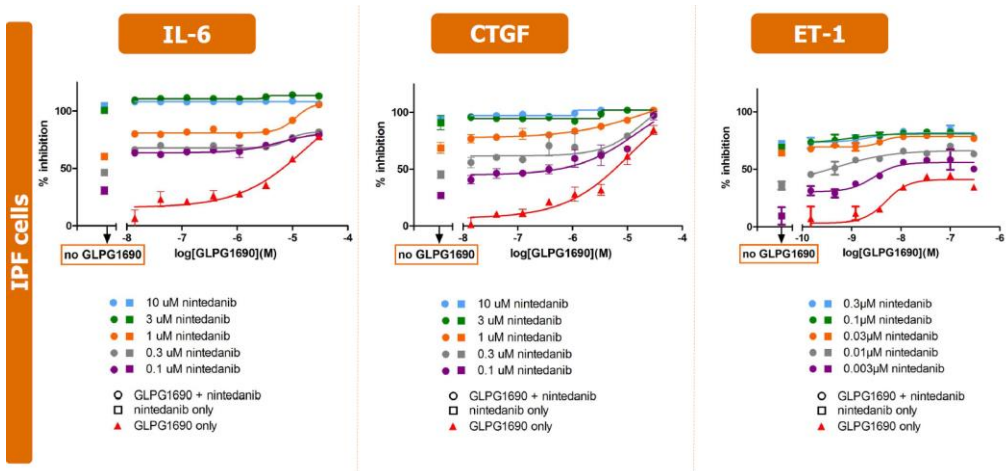 IL-6
CTGF
ET-1
IPF cells
% inhibition
100
50
0
-8
-7
-6
-5
-4
log[GLPG1690](M)
no GLPG1690
% inhibition
100
50
0
-8
-7
-6
-5
-4
log[GLPG1690](M)
no GLPG1690
% inhibition
100
50
0
-10
-9
-8
-7
-6
log[GLPG1690](M)
no GLPG1690
10 uM nintedanib
3 uM nintedanib
1 uM nintedanib
0.3 uM nintedanib
0.1 uM nintedanib
GLPG1690 + nintedanib
nintedanib only
GLPG1690 only
10 uM nintedanib
3 uM nintedanib
1 uM nintedanib
0.3 uM nintedanib
0.1 uM nintedanib
GLPG1690 + nintedanib
nintedanib only
GLPG1690 only
0.3µM nintedanib
0.1µM nintedanib
0.03µM nintedanib
0.01µM nintedanib
0.003µM nintedanib
GLPG1690 + nintedanib
nintedanib only
GLPG1690 only